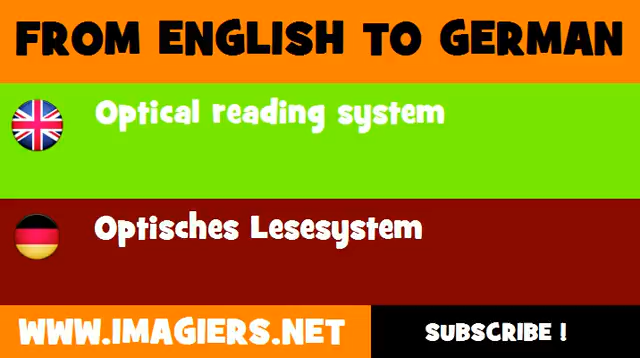 FROM ENGLISH TO GERMAN
Optical reading system
Optisches Lesesystem
WWW.IMAGIERS.NET
SUBSCRIBE !